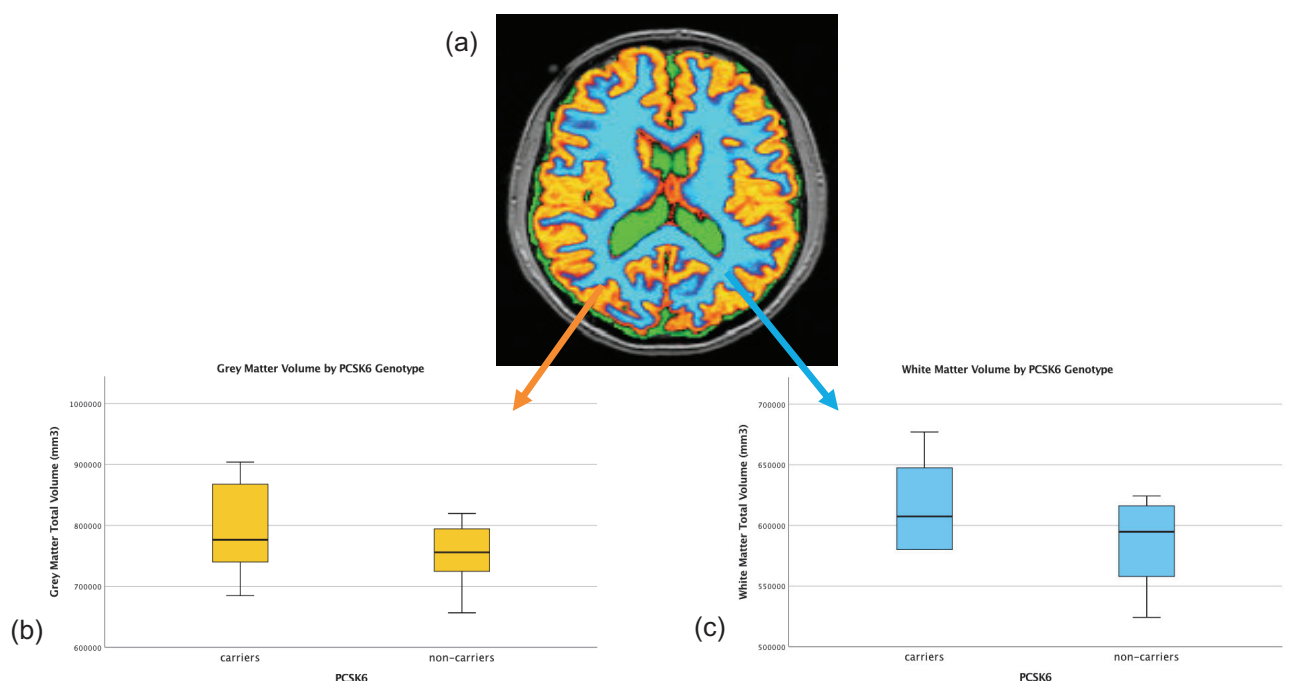 (a)
Grey Matter Volume by PCSK6 Genotype
1000000
900000
800000
700000
600000
Grey Matter Total Volume (mm3)
carriers
non-carriers
PCSK6
(b)
White Matter Volume by PCSK6 Genotype
700000
650000
600000
550000
500000
White Matter Total Volume (mm3)
carriers
non-carriers
PCSK6
(c)